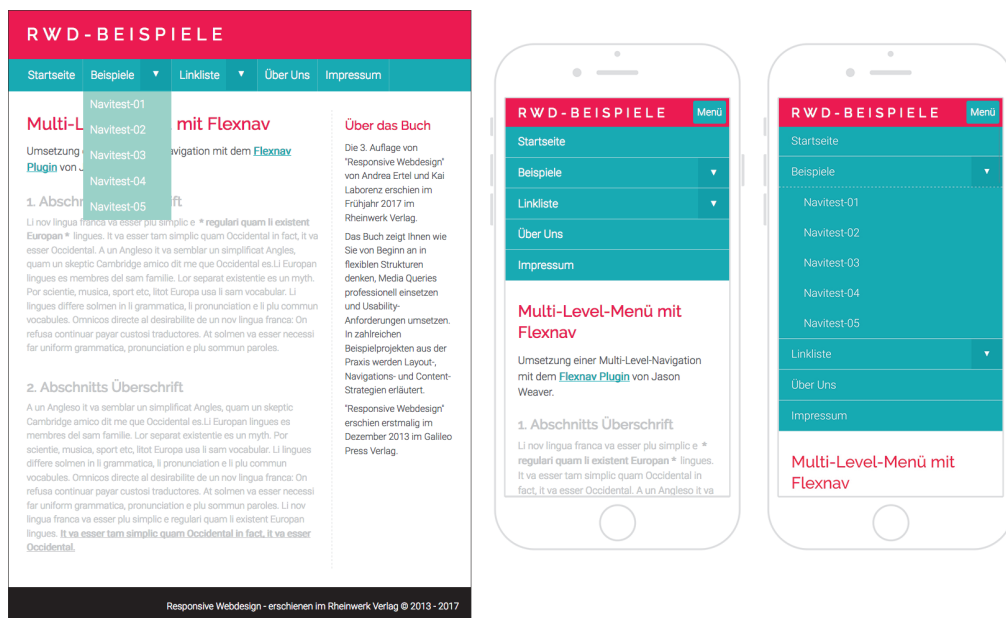 RWD-BEISPIELE
Startseite Beispiele ▼ Linkliste ▼ Über Uns Impressum
Navitest-01
Navitest-02
Navitest-03
Navitest-04
Navitest-05
Multi-L mit Flexnav
Umsetzung avigation mit dem Flexnav
Plugin von J
1. Abschn ift
Li nov lingua franca va esser plu simplic e * regulari quam li existent
Europan * lingues. It va esser tam simplic quam Occidental in fact, it va
esser Occidental. A un Angleso it va semblar un simplificat Angles,
quam un skeptic Cambridge amico dit me que Occidental es.Li Europan
lingues es membres del sam familie. Lor separat existentie es un myth.
Por scientie, musica, sport etc, litot Europa usa li sam vocabular. Li
lingues differe solmen in li grammatica, li pronunciation e li plu commun
vocabules. Omnicos directe al desirabilite de un nov lingua franca: On
refusa continuar payar custosi traductores. At solmen va esser necessi
far uniform grammatica, pronunciation e plu sommun paroles.
2. Abschnitts Überschrift
A un Angleso it va semblar un simplificat Angles, quam un skeptic
Cambridge amico dit me que Occidental es.Li Europan lingues es
membres del sam familie. Lor separat existentie es un myth. Por
scientie, musica, sport etc, litot Europa usa li sam vocabular. Li lingues
differe solmen in li grammatica, li pronunciation e li plu commun
vocabules. Omnicos directe al desirabilite de un nov lingua franca: On
refusa continuar payar custosi traductores. At solmen va esser necessi
far uniform grammatica, pronunciation e plu sommun paroles. Li nov
lingua franca va esser plu simplic e regulari quam li existent Europan
lingues. It va esser tam simplic quam Occidental in fact, it va esser
Occidental.
Über das Buch
Die 3. Auflage von
"Responsive Webdesign"
von Andrea Ertel und Kai
Laborenz erschien im
Frühjahr 2017 im
Rheinwerk Verlag.
Das Buch zeigt Ihnen wie
Sie von Beginn an in
flexiblen Strukturen
denken, Media Queries
professionell einsetzen
und Usability-
Anforderungen umsetzen.
In zahlreichen
Beispielprojekten aus der
Praxis werden Layout-,
Navigations- und Content-
Strategien erläutert.
"Responsive Webdesign"
erschien erstmalig im
Dezember 2013 im Galileo
Press Verlag.
Responsive Webdesign - erschienen im Rheinwerk Verlag © 2013 - 2017
RWD-BEISPIELE Menü
Startseite
Beispiele ▼
Linkliste ▼
Über Uns
Impressum
Multi-Level-Menü mit
Flexnav
Umsetzung einer Multi-Level-Navigation
mit dem Flexnav Plugin von Jason
Weaver.
1. Abschnitts Überschrift
Li nov lingua franca va esser plu simplic e *
regulari quam li existent Europan * lingues.
It va esser tam simplic quam Occidental in
fact, it va esser Occidental. A un Angleso it va
RWD-BEISPIELE Menü
Startseite
Beispiele ▼
Navitest-01
Navitest-02
Navitest-03
Navitest-04
Navitest-05
Linkliste ▼
Über Uns
Impressum
Multi-Level-Menü mit
Flexnav